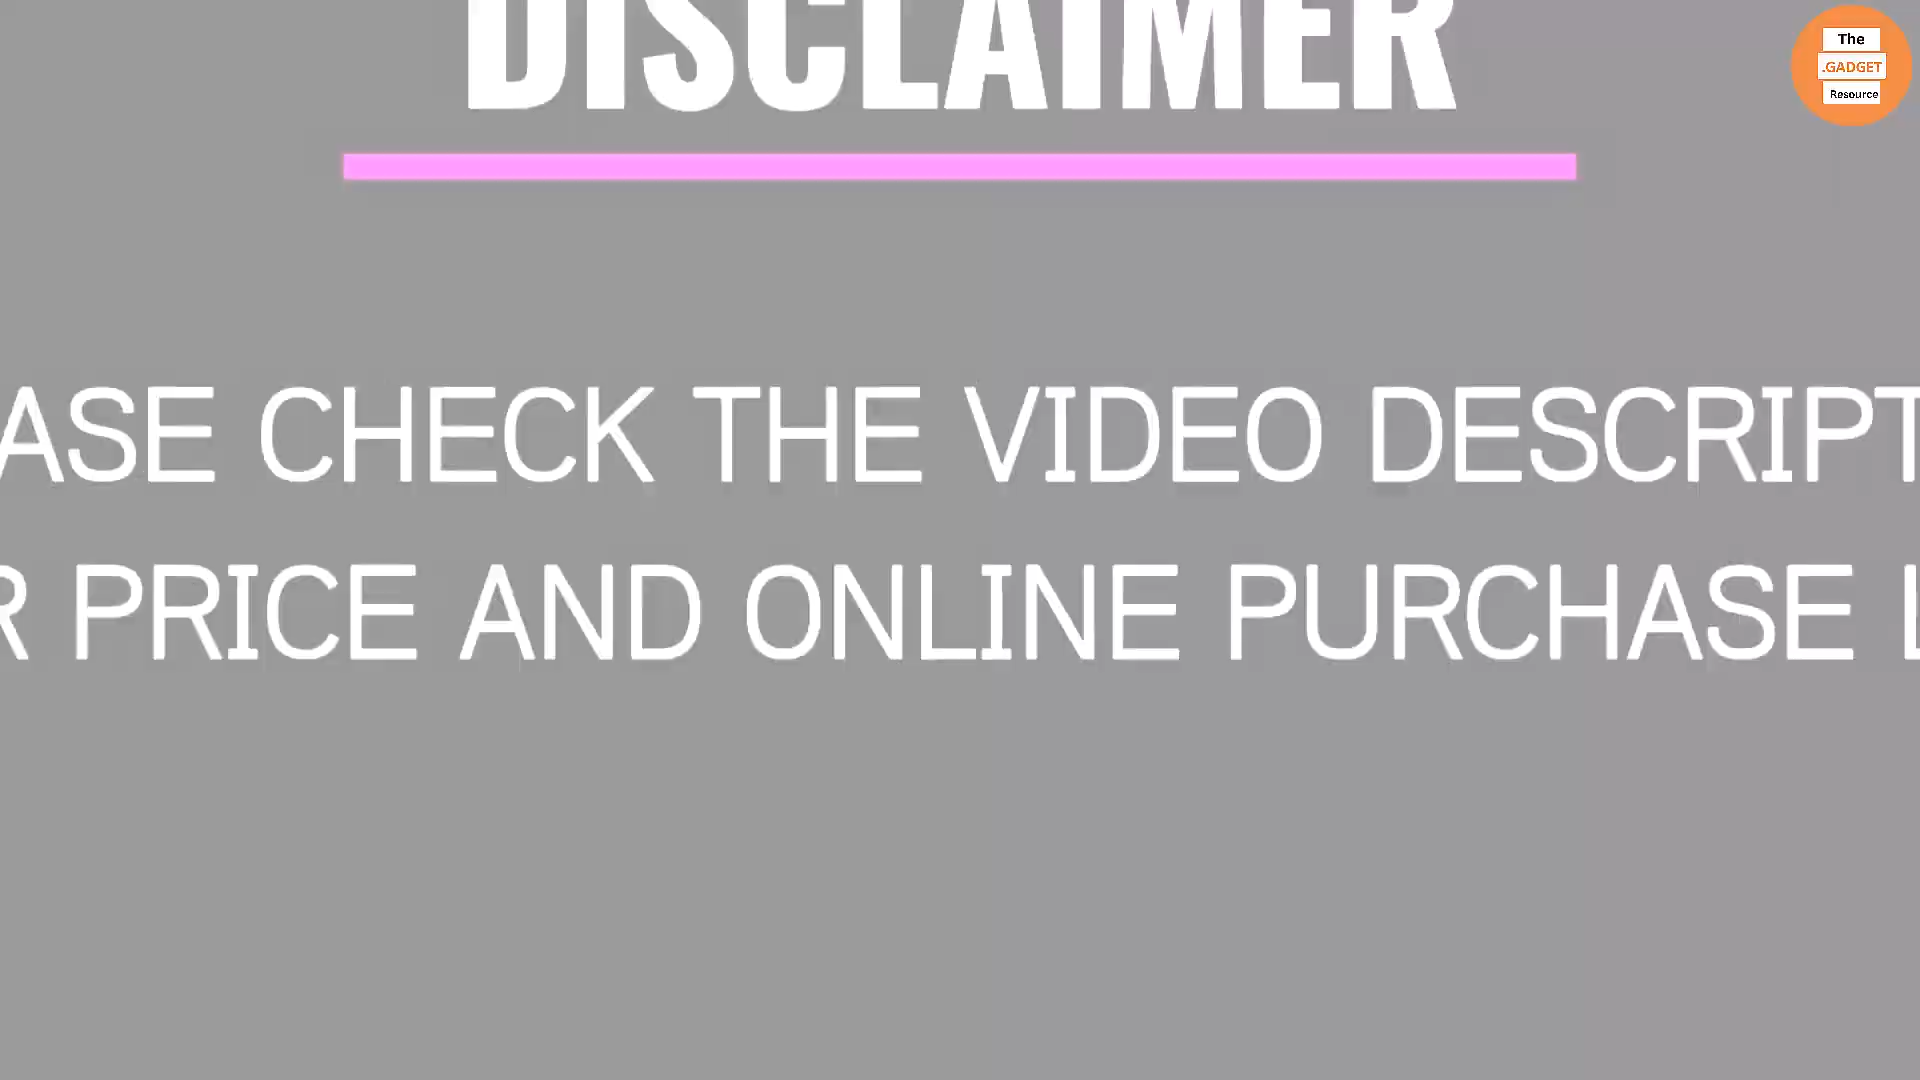 DISCLAIMER
The
.GADGET
Resource
ASE CHECK THE VIDEO DESCRIPT
R PRICE AND ONLINE PURCHASE L